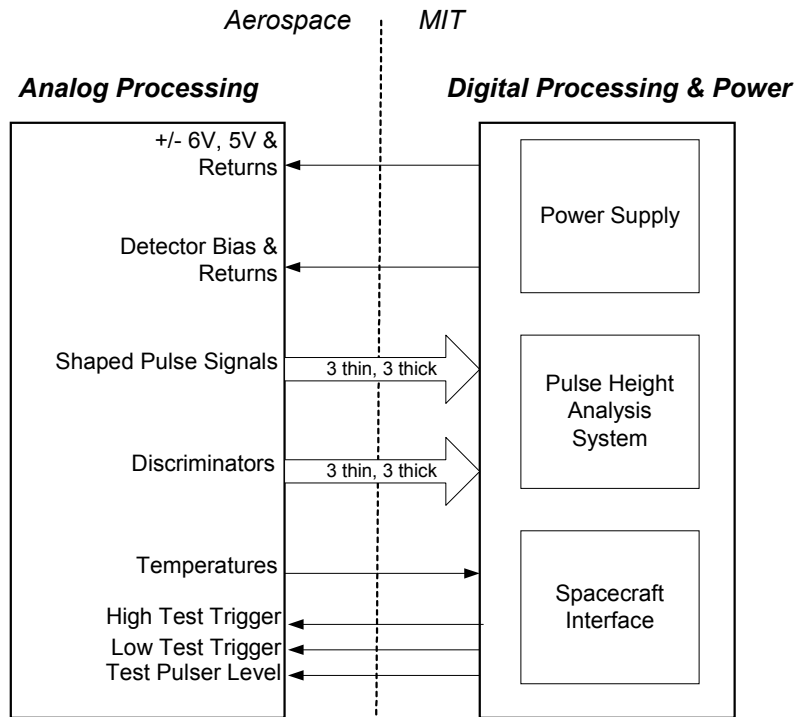 Aerospace
MIT
Analog Processing
Digital Processing & Power
+/- 6V, 5V &
Returns
Power Supply
Detector Bias &
Returns
Shaped Pulse Signals
3 thin, 3 thick
Pulse Height
Analysis
System
Discriminators
3 thin, 3 thick
Temperatures
Spacecraft
Interface
High Test Trigger
Low Test Trigger
Test Pulser Level